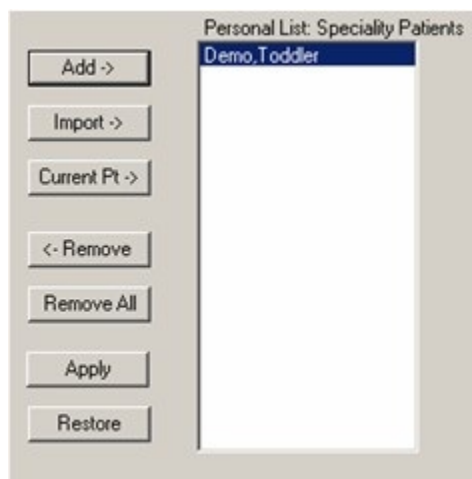 Personal List: Speciality Patients
Add ->
Demo,Toddler
Import ->
Current Pt ->
<- Remove
Remove All
Apply
Restore